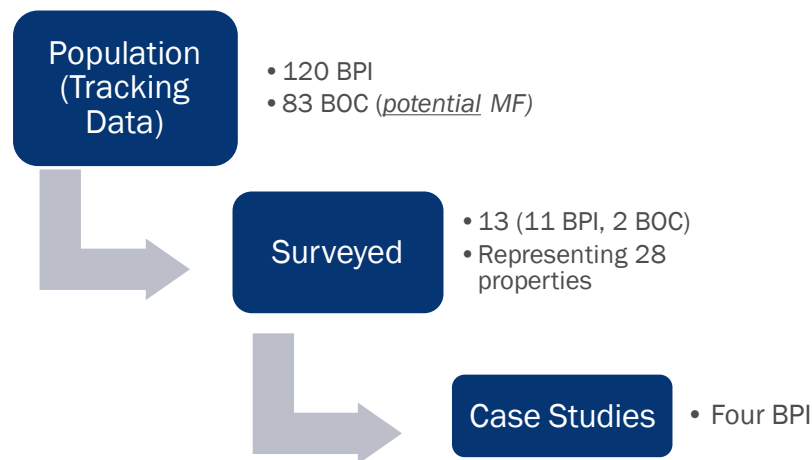 Population
(Tracking
Data)
• 120 BPI
• 83 BOC (potential MF)
Surveyed
• 13 (11 BPI, 2 BOC)
• Representing 28
properties
Case Studies
• Four BPI